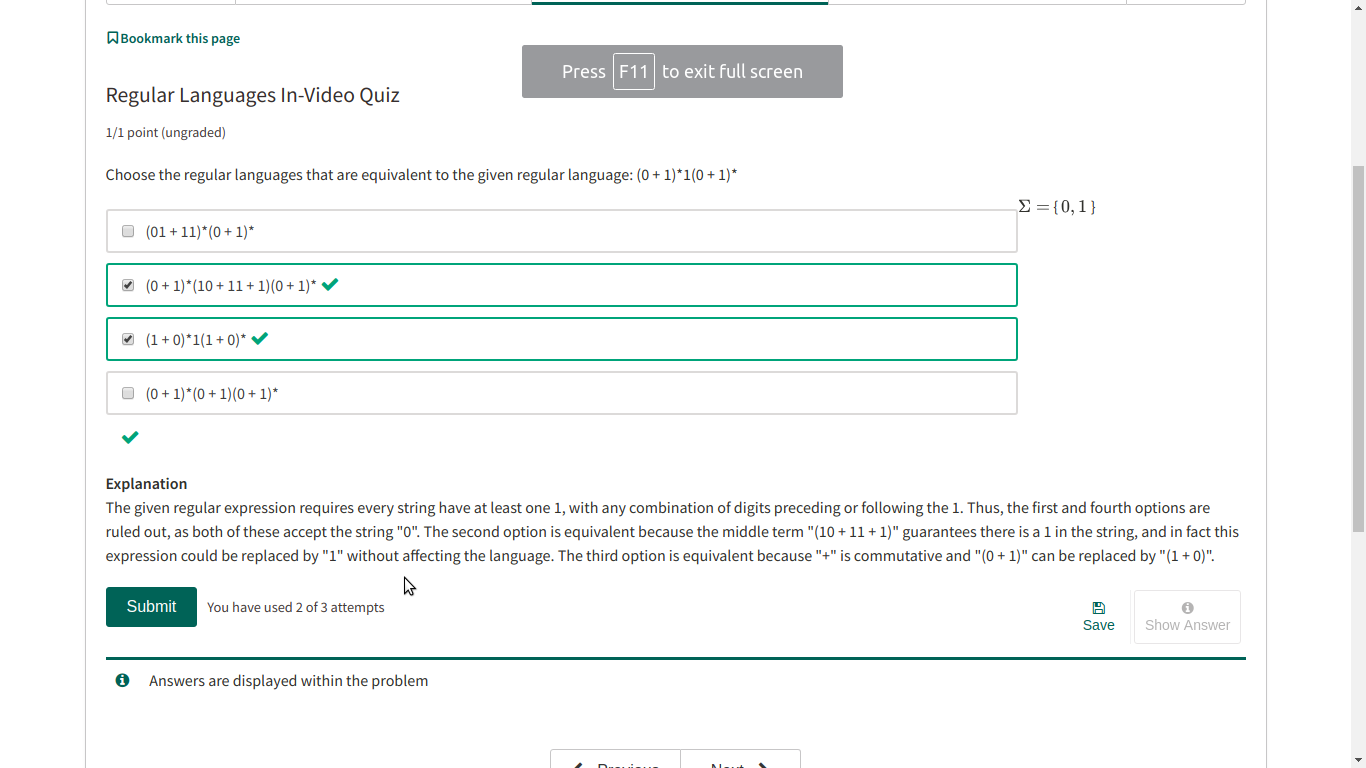 Bookmark this page
Press F11 to exit full screen
Regular Languages In-Video Quiz
1/1 point (ungraded)
Choose the regular languages that are equivalent to the given regular language: (0 + 1)*1(0 + 1)*
Σ = {0, 1}
(01 + 11)*(0 + 1)*
(0 + 1)*(10 + 11 + 1)(0 + 1)*
(1 + 0)*1(1 + 0)*
(0 + 1)*(0 + 1)(0 + 1)*
Explanation
The given regular expression requires every string have at least one 1, with any combination of digits preceding or following the 1. Thus, the first and fourth options are
ruled out, as both of these accept the string "0". The second option is equivalent because the middle term "(10 + 11 + 1)" guarantees there is a 1 in the string, and in fact this
expression could be replaced by "1" without affecting the language. The third option is equivalent because "+" is commutative and "(0 + 1)" can be replaced by "(1 + 0)".
Submit You have used 2 of 3 attempts
Save
Show Answer
Answers are displayed within the problem
Previous Next